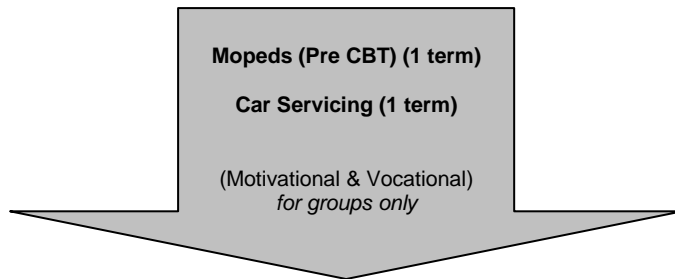 Mopeds (Pre CBT) (1 term)
Car Servicing (1 term)
(Motivational & Vocational)
for groups only